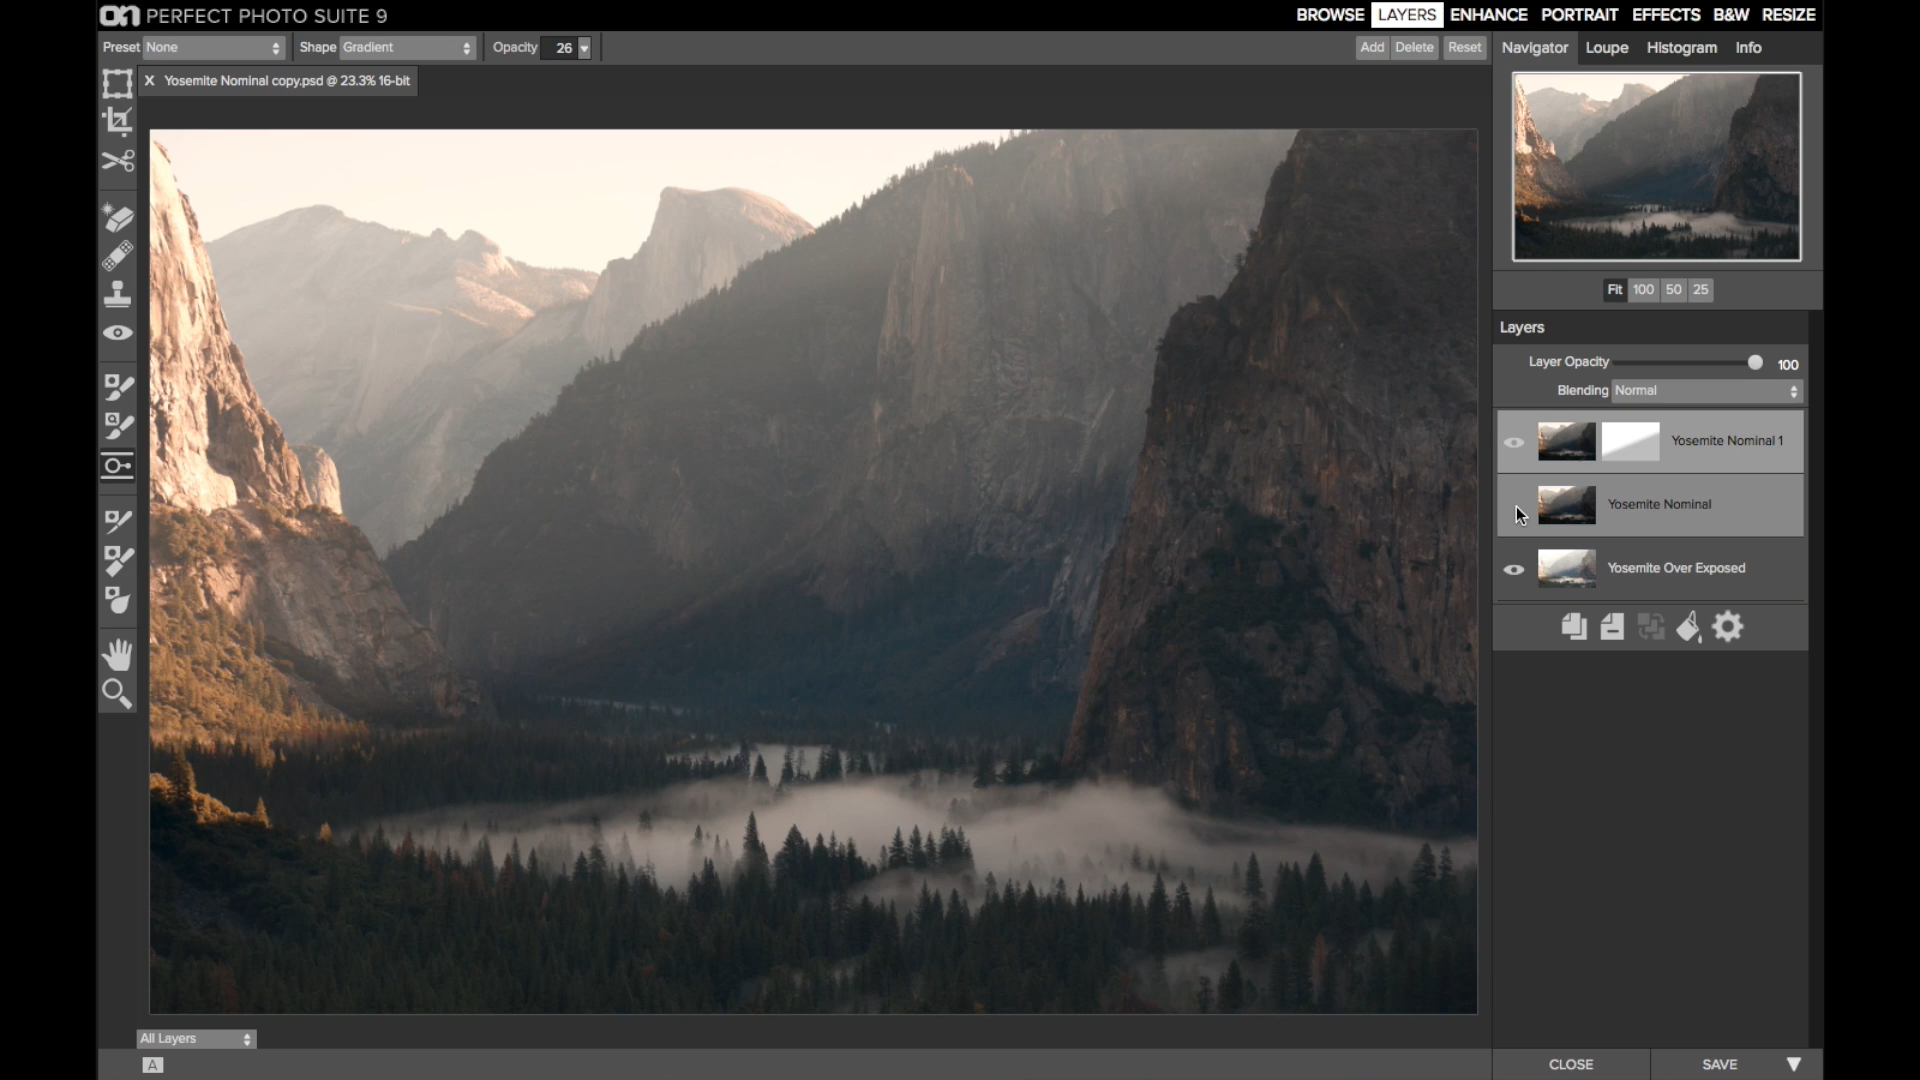 on PERFECT PHOTO SUITE 9
BROWSE LAYERS ENHANCE PORTRAIT EFFECTS B&W RESIZE
Preset None Shape Gradient Opacity 26 Add Delete Reset
Navigator Loupe Histogram Info
X Yosemite Nominal copy.psd @ 23.3% 16-bit
Fit 100 50 25
Layers
Layer Opacity 100
Blending Normal
Yosemite Nominal 1
Yosemite Nominal
Yosemite Over Exposed
All Layers
A
CLOSE SAVE